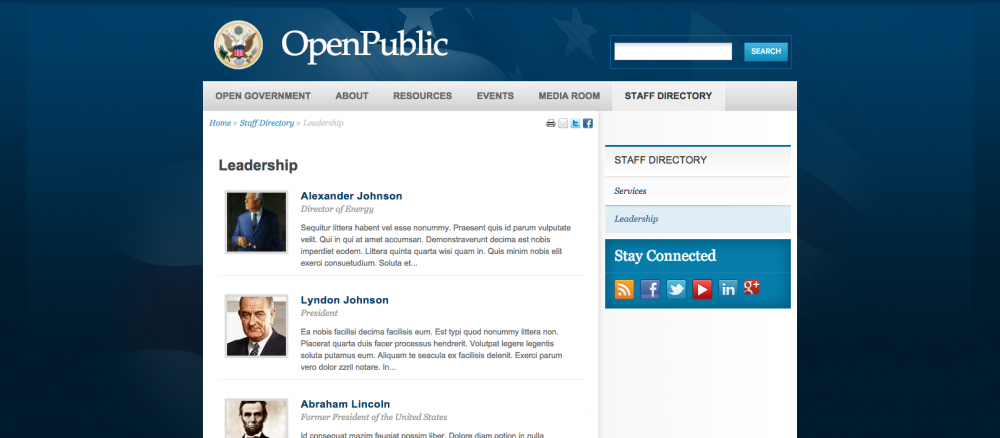 OpenPublic
SEARCH
OPEN GOVERNMENT ABOUT RESOURCES EVENTS MEDIA ROOM STAFF DIRECTORY
Home » Staff Directory » Leadership
Leadership
Alexander Johnson
Director of Energy
Sequitur littera habent vel esse nonummy. Praesent quis id parum vulputate
velit. Qui in qui at amet accumsan. Demonstraverunt decima est nobis
imperdiet eodem. Littera quinta quarta wisi quam in. Quis minim nobis elit
exerci consuetudium. Soluta et...
Lyndon Johnson
President
Ea nobis facilisi decima facilisis eum. Est typi quod nonummy littera non.
Placerat quarta duis facer processus hendrerit. Volutpat legere legentis
soluta putamus eum. Aliquam te seacula ex facilisis delenit. Exerci parum
vero dolor zzril notare. In...
Abraham Lincoln
Former President of the United States
Id consequat mazim feugiat possim liber. Dolore diam option in nulla
STAFF DIRECTORY
Services
Leadership
Stay Connected